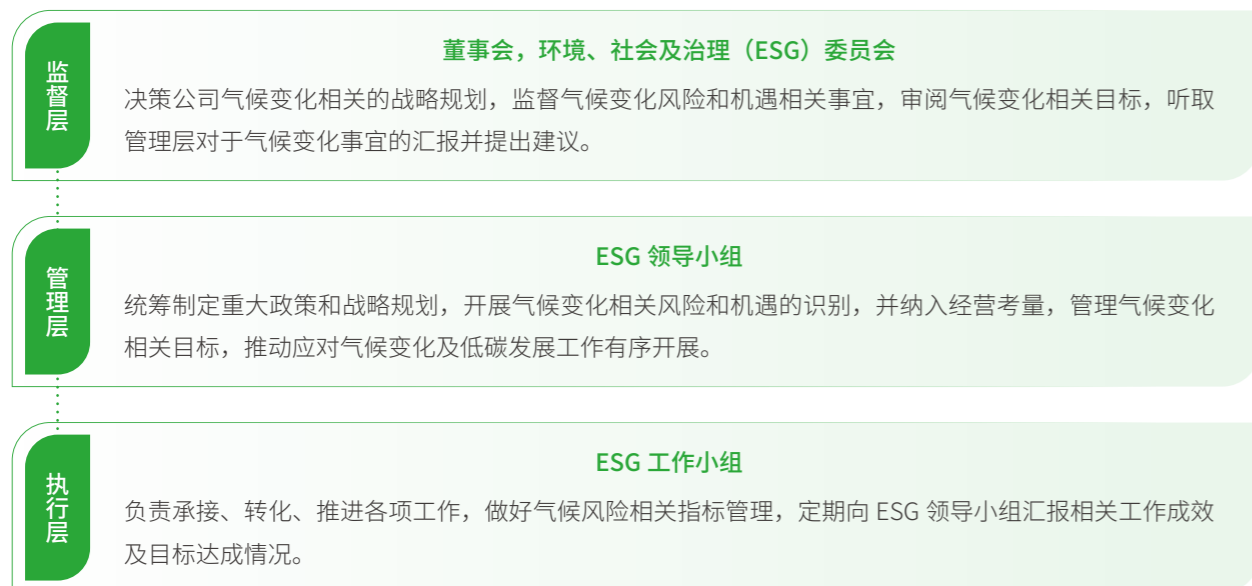 监督层
董事会，环境、社会及治理（ESG）委员会
决策公司气候变化相关的战略规划，监督气候变化风险和机遇相关事宜，审阅气候变化相关目标，听取
管理层对于气候变化事宜的汇报并提出建议。
管理层
ESG 领导小组
统筹制定重大政策和战略规划，开展气候变化相关风险和机遇的识别，并纳入经营考量，管理气候变化
相关目标，推动应对气候变化及低碳发展工作有序开展。
执行层
ESG 工作小组
负责承接、转化、推进各项工作，做好气候风险相关指标管理，定期向 ESG 领导小组汇报相关工作成效
及目标达成情况。